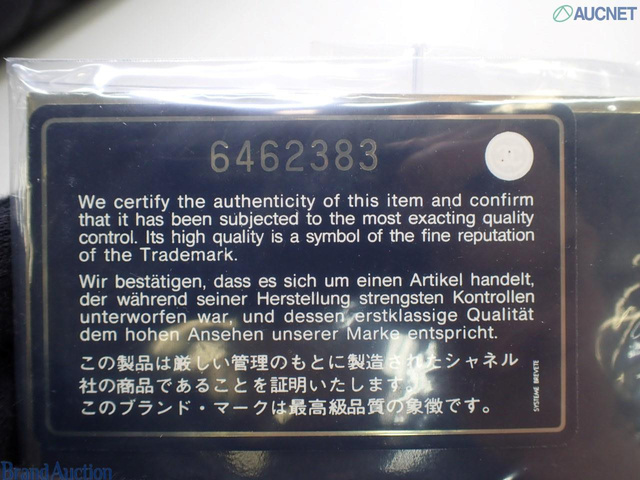 AUCNET
6462383
We certify the authenticity of this item and confirm
that it has been subjected to the most exacting quality
control. Its high quality is a symbol of the fine reputation
of the Trademark.
Wir bestätigen, dass es sich um einen Artikel handelt,
der während seiner Herstellung strengsten Kontrollen
unterworfen war, und dessen erstklassige Qualität
dem hohen Ansehen unserer Marke entspricht.
この製品は厳しい管理のもとに製造されたシャネル
社の商品であることを証明いたします。
このブランド・マークは最高級品質の象徴です。
SYSTEME BREVETE
Brand Auction